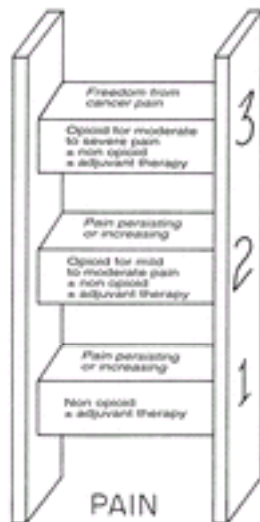 Freedom from
cancer pain
3
Opioid for moderate
to severe pain
± non opioid
± adjuvant therapy
Pain persisting
or increasing
2
Opioid for mild
to moderate pain
± non opioid
± adjuvant therapy
Pain persisting
or increasing
1
Non opioid
± adjuvant therapy
PAIN